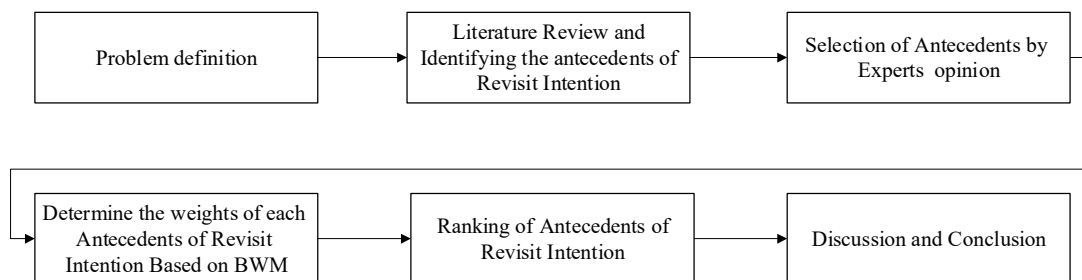 Problem definition
Literature Review and
Identifying the antecedents of
Revisit Intention
Selection of Antecedents by
Experts opinion
Determine the weights of each
Antecedents of Revisit
Intention Based on BWM
Ranking of Antecedents of
Revisit Intention
Discussion and Conclusion